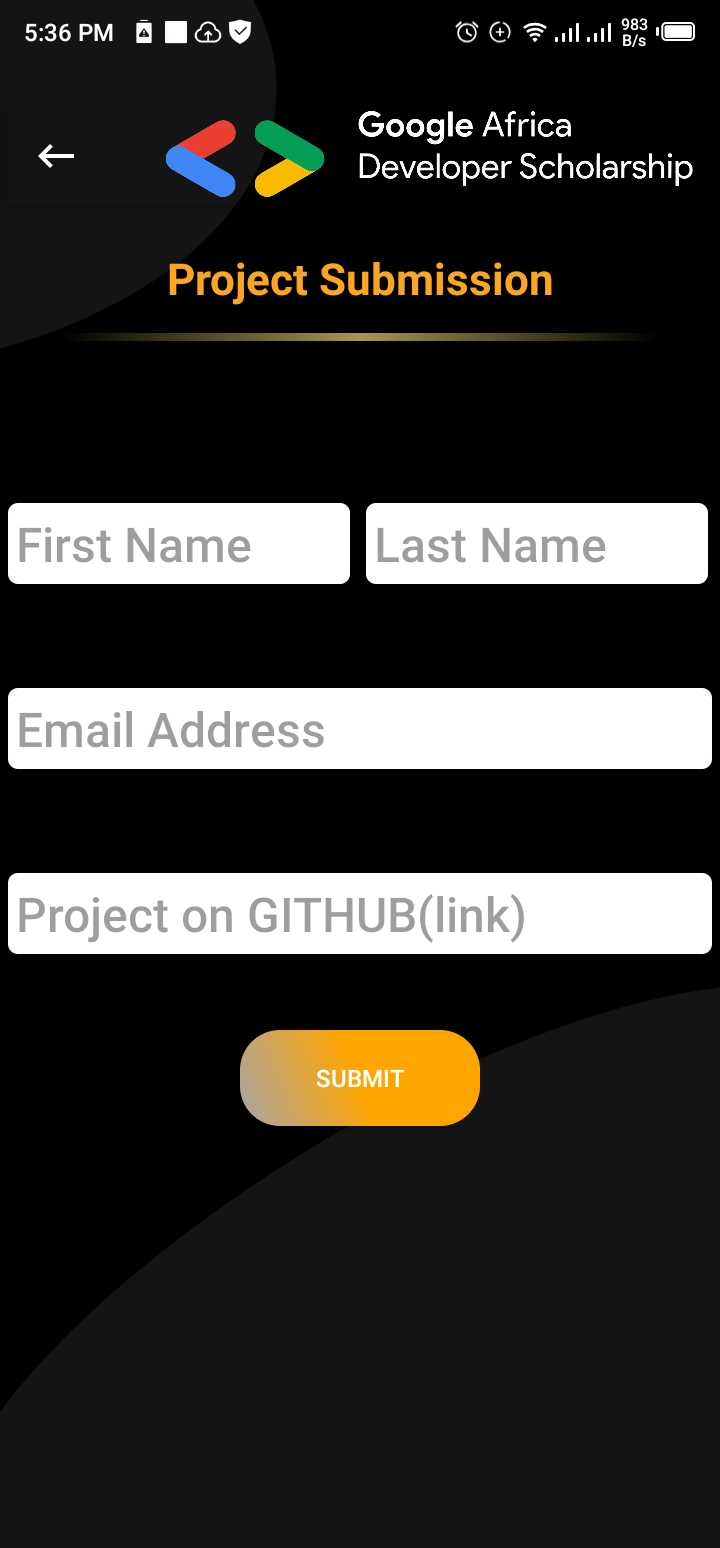 5:36 PM 983 B/s
Google Africa
Developer Scholarship
Project Submission
First Name Last Name
Email Address
Project on GITHUB(link)
SUBMIT